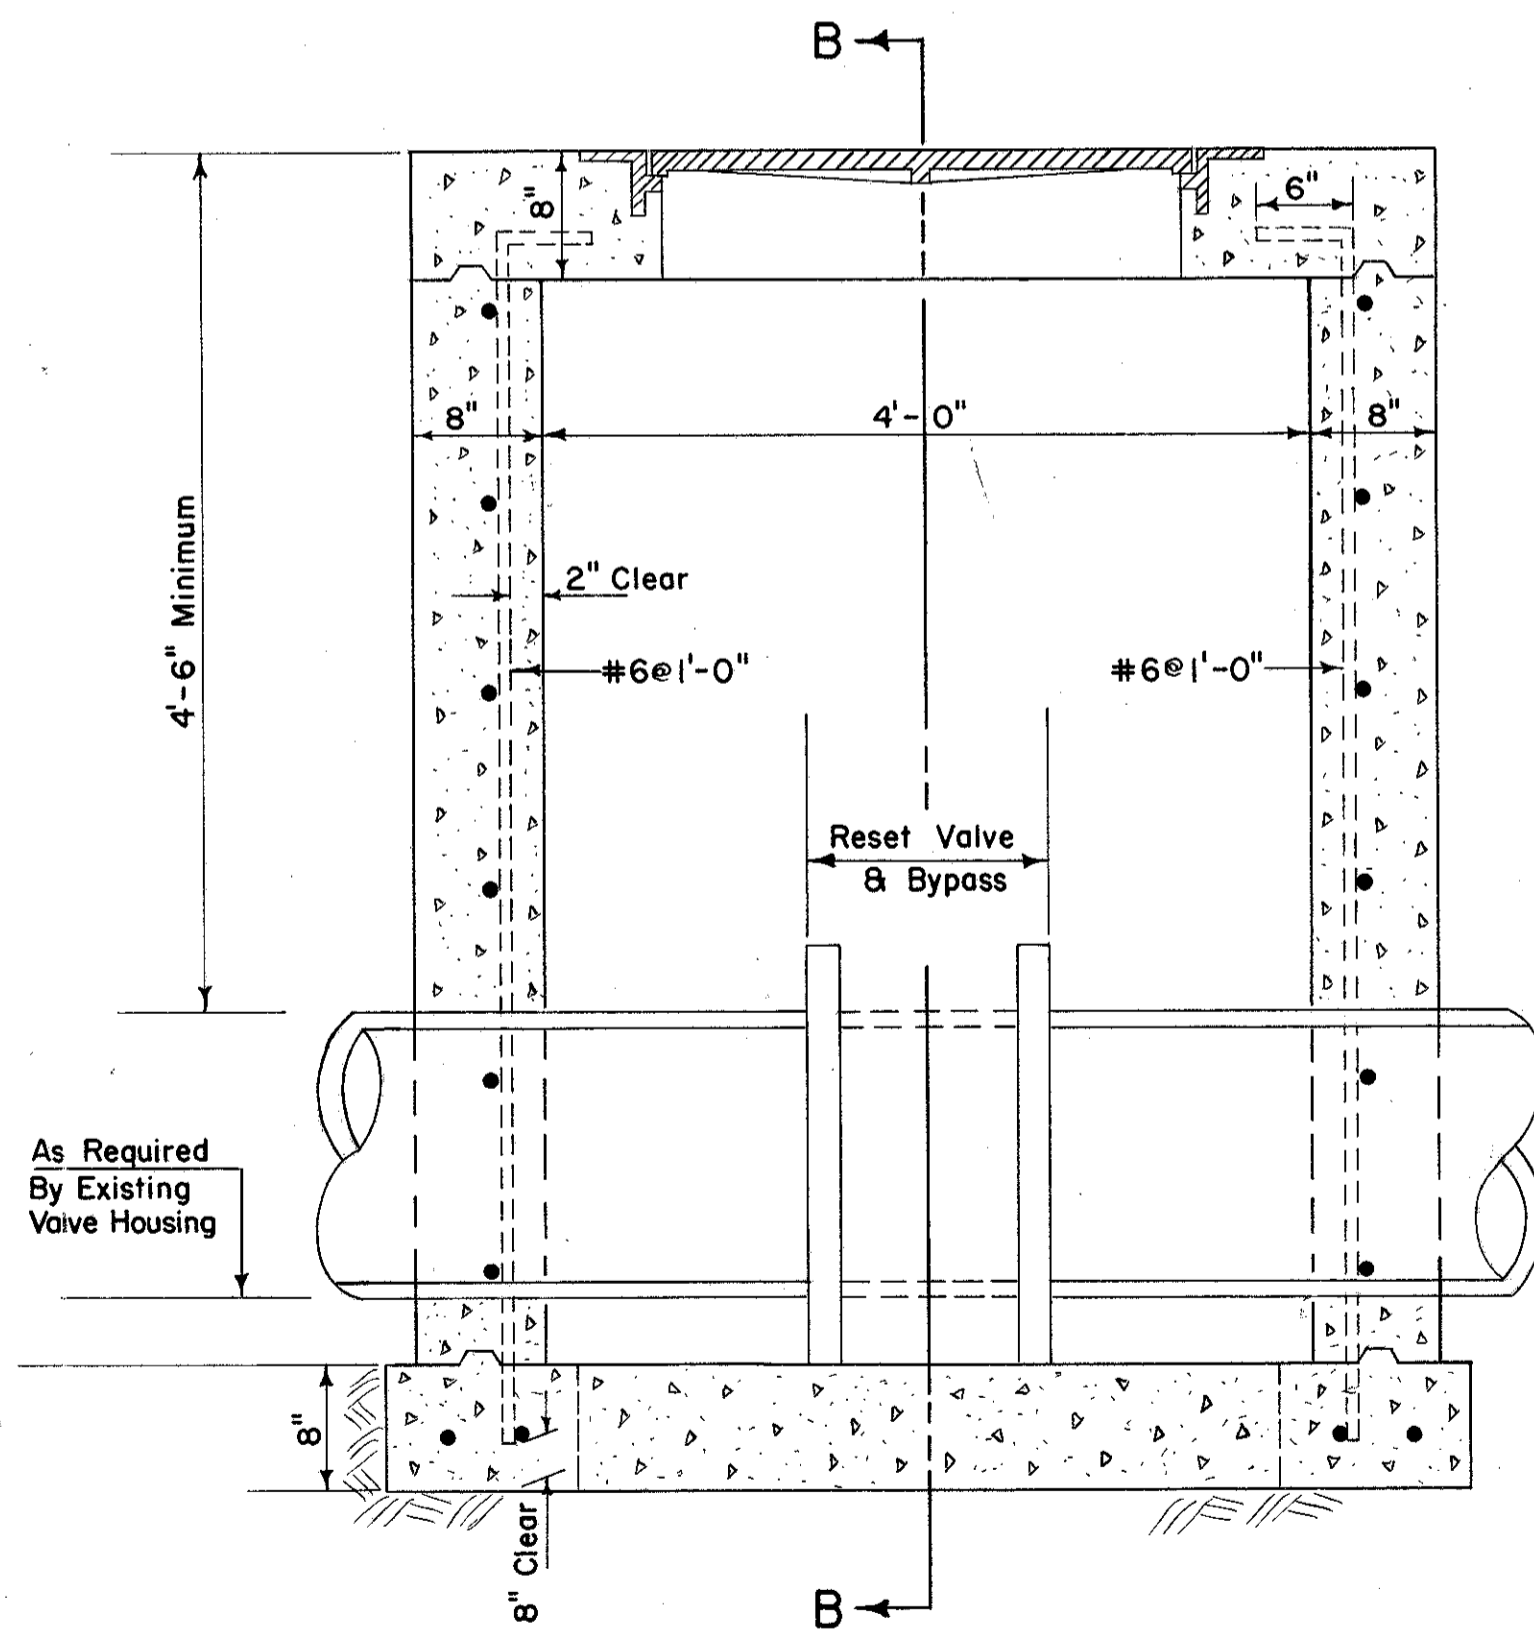 B
8"
6"
8"
4'-0"
8"
4'-6" Minimum
2" Clear
#6@1'-0"
#6@1'-0"
Reset Valve
& Bypass
As Required
By Existing
Valve Housing
8"
8" Clear
B